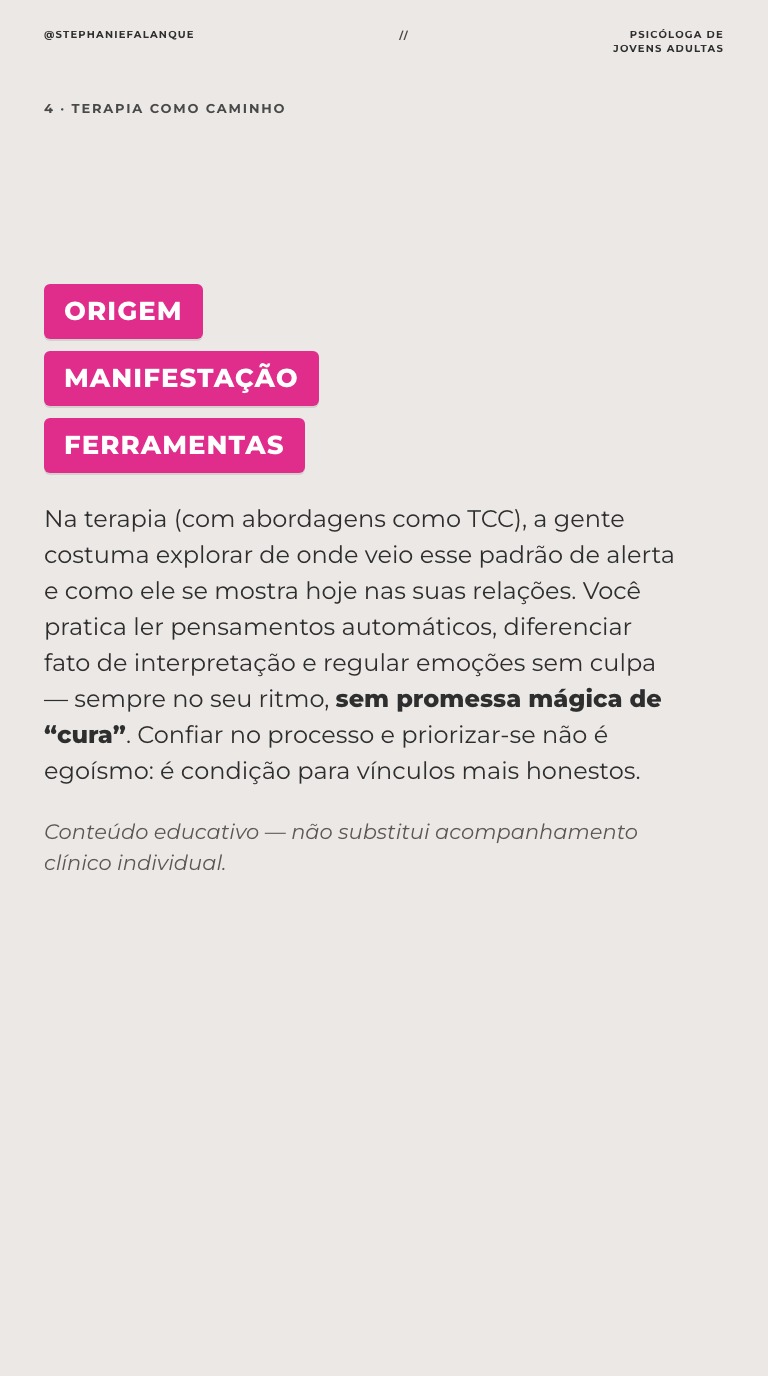 @STEPHANIEFALANQUE // PSICÓLOGA DE
JOVENS ADULTAS
4 · TERAPIA COMO CAMINHO
ORIGEM
MANIFESTAÇÃO
FERRAMENTAS
Na terapia (com abordagens como TCC), a gente
costuma explorar de onde veio esse padrão de alerta
e como ele se mostra hoje nas suas relações. Você
pratica ler pensamentos automáticos, diferenciar
fato de interpretação e regular emoções sem culpa
— sempre no seu ritmo, sem promessa mágica de
“cura”. Confiar no processo e priorizar-se não é
egoísmo: é condição para vínculos mais honestos.
Conteúdo educativo — não substitui acompanhamento
clínico individual.